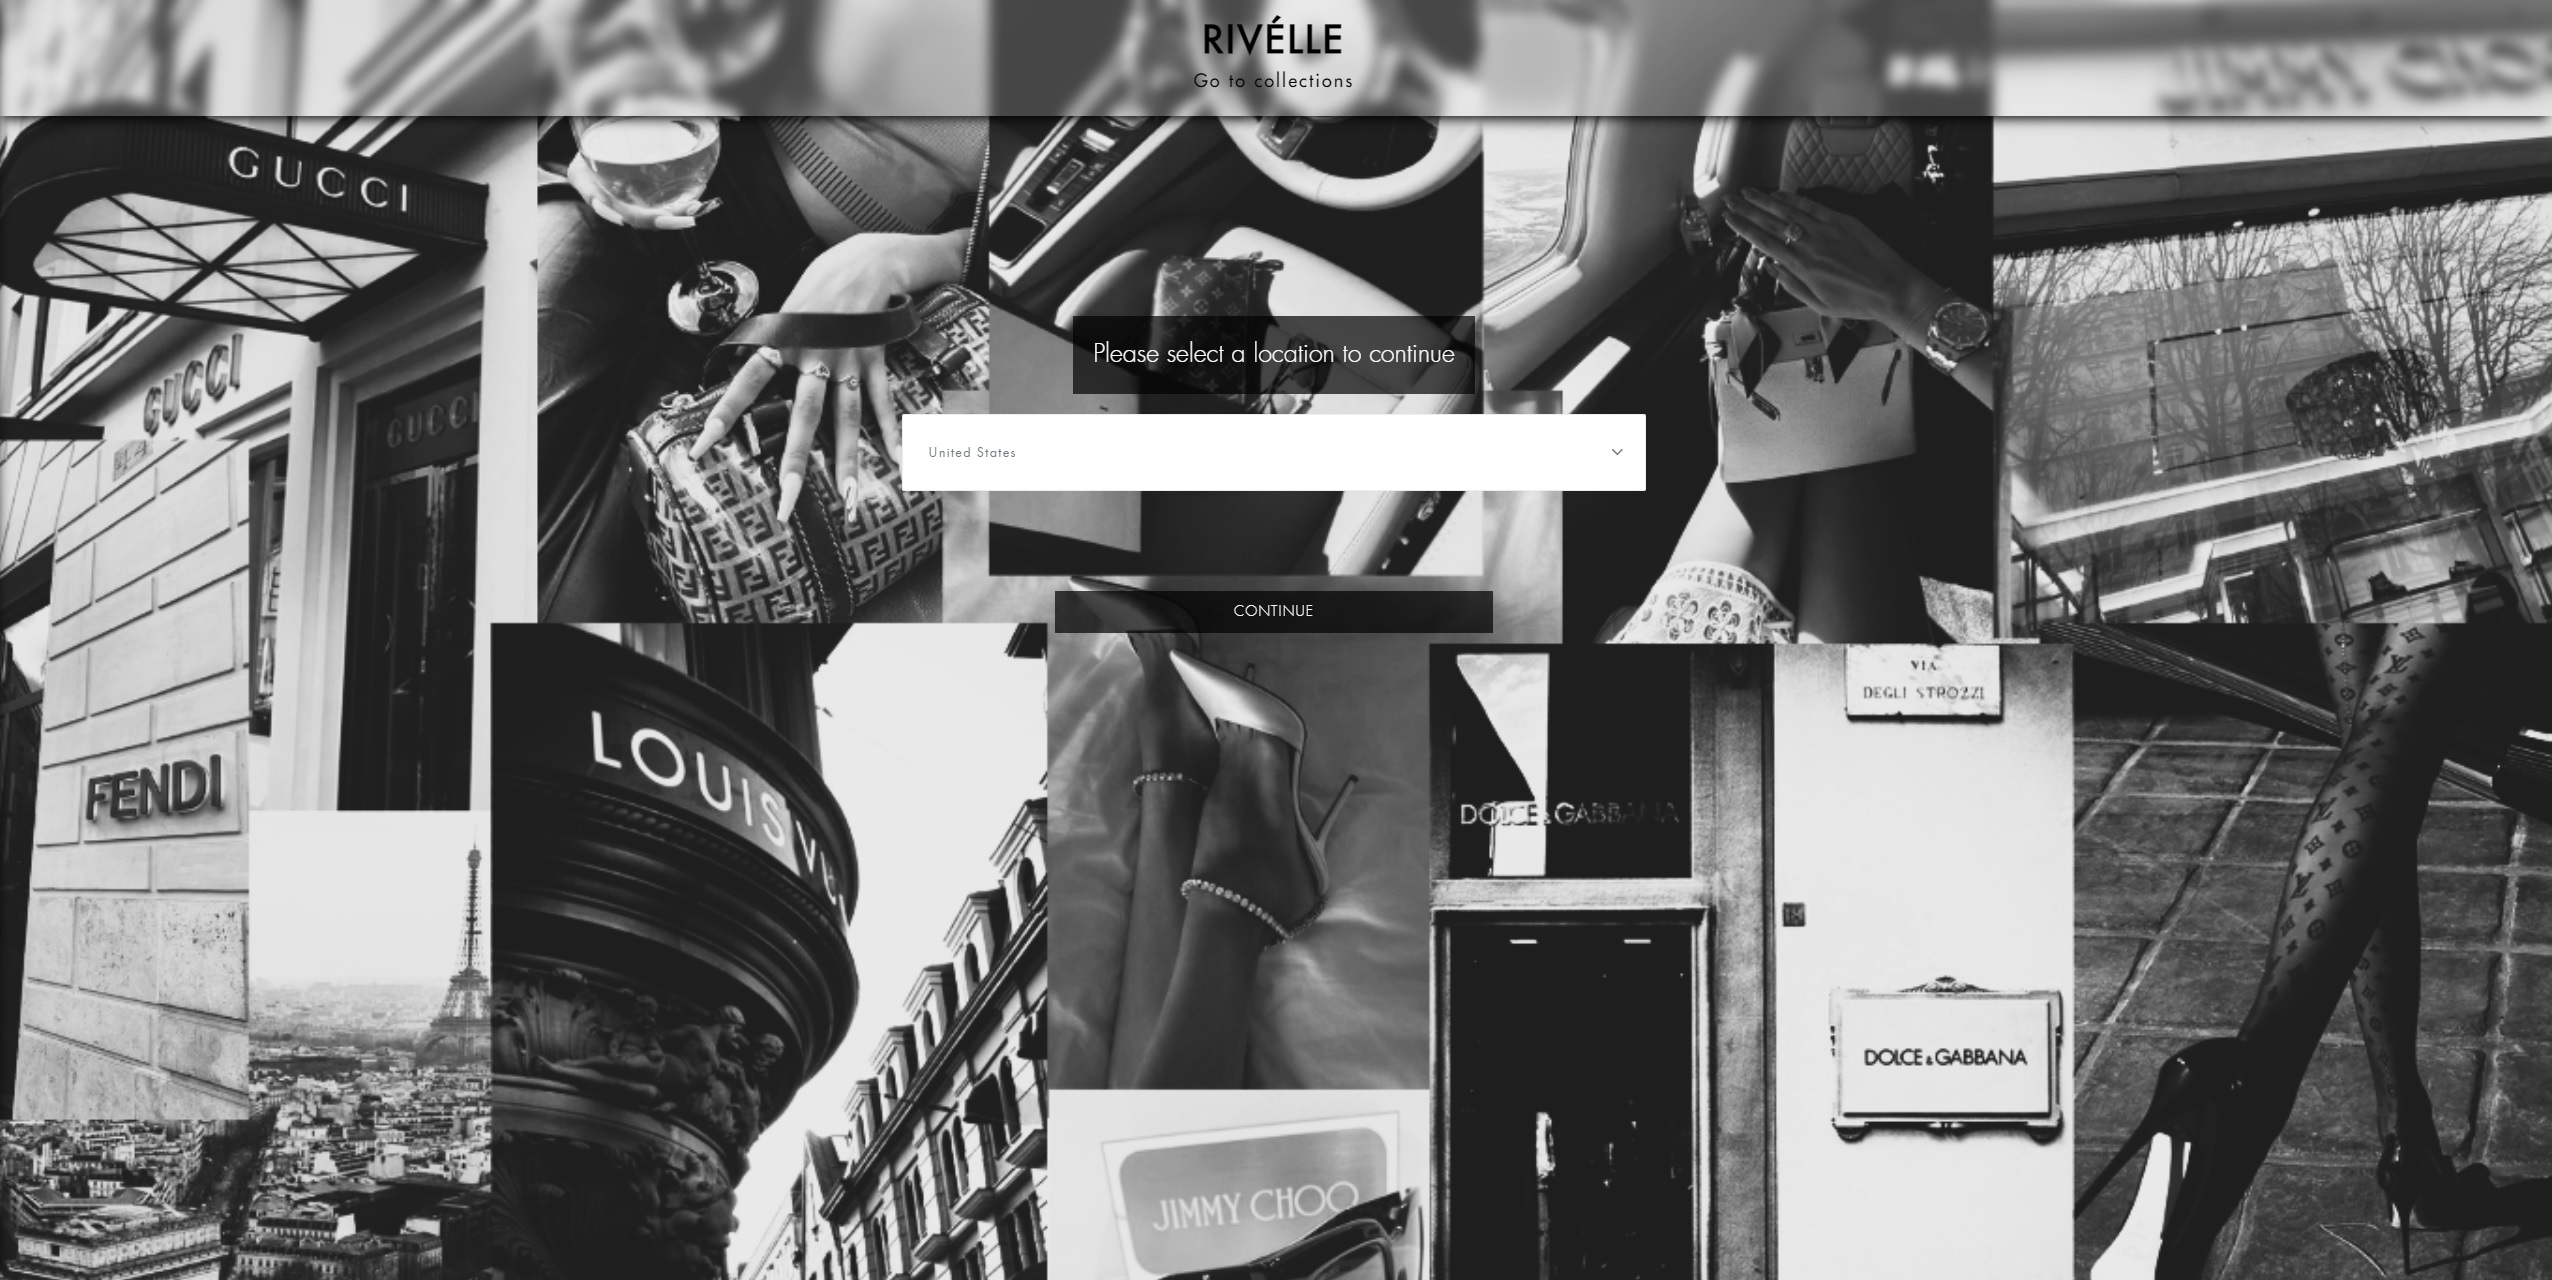 RIVÉLLE
Go to collections
GUCCI
GUCCI
GUCCI
Please select a location to continue
United States
CONTINUE
VIA
DEGLI STROZZI
LOUIS VU
FENDI
DOLCE & GABBANA
DOLCE & GABBANA
JIMMY CHOO